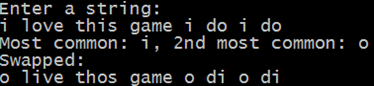 Enter a string:
i love this game i do i do
Most common: i, 2nd most common: o
Swapped:
o live thos game o di o di